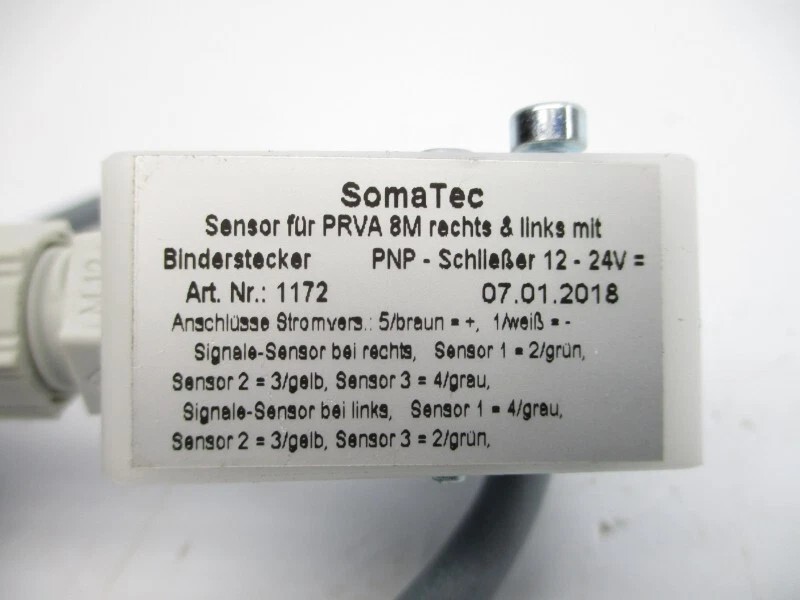 SomaTec
Sensor für PRVA 8M rechts & links mit
Binderstecker PNP - Schließer 12 - 24V =
Art. Nr.: 1172 07.01.2018
Anschlüsse Stromvers.: 5/braun = +, 1/weiß = -
Signale-Sensor bei rechts, Sensor 1 = 2/grün,
Sensor 2 = 3/gelb, Sensor 3 = 4/grau,
Signale-Sensor bei links, Sensor 1 = 4/grau,
Sensor 2 = 3/gelb, Sensor 3 = 2/grün,
M12